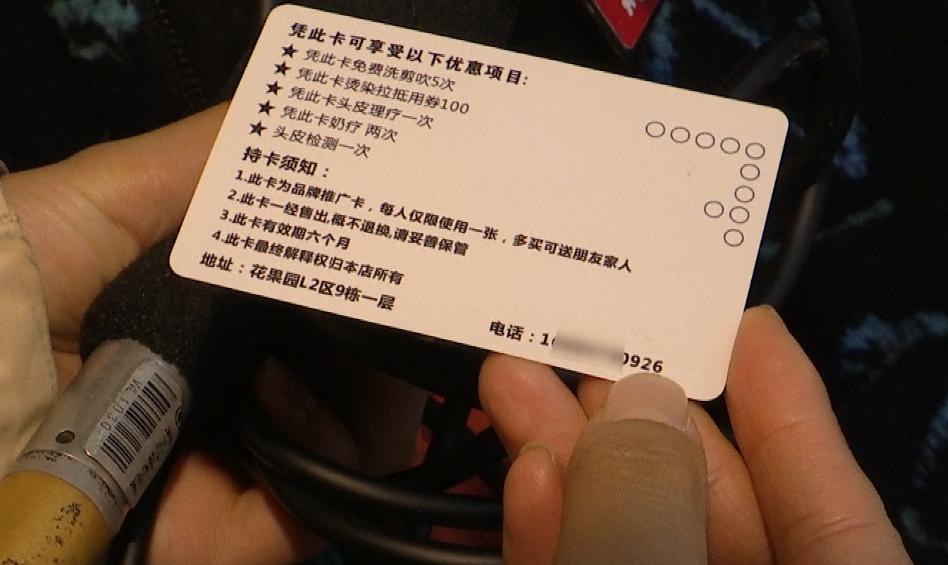 凭此卡可享受以下优惠项目:
★ 凭此卡免费洗剪吹5次
★ 凭此卡烫染拉抵用券100
★ 凭此卡头皮理疗一次
★ 凭此卡奶疗 两次
★ 头皮检测一次
持卡须知：
1.此卡为品牌推广卡，每人仅限使用一张，多买可送朋友家人
2.此卡一经售出,概不退换,请妥善保管
3.此卡有效期六个月
4.此卡最终解释权归本店所有
地址：花果园L2区9栋一层
电话：1 0926